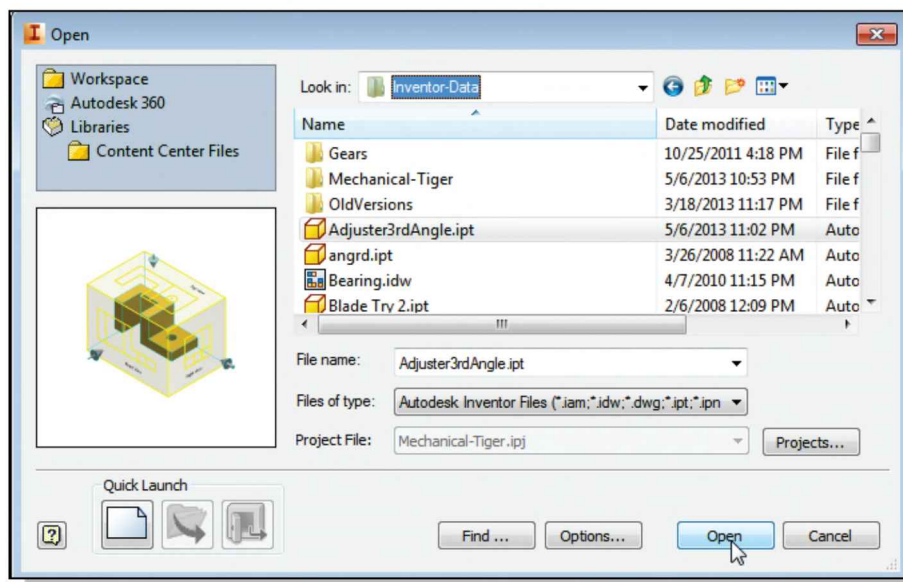 Open
Workspace
Autodesk 360
Libraries
Content Center Files
Look in: Inventor-Data
Name Date modified Type
Gears 10/25/2011 4:18 PM File f
Mechanical-Tiger 5/6/2013 10:53 PM File f
OldVersions 3/18/2013 11:17 PM File f
Adjuster3rdAngle.ipt 5/6/2013 11:02 PM Auto
angrd.ipt 3/26/2008 11:22 AM Auto
Bearing.idw 4/7/2010 11:15 PM Auto
Blade Try 2.ipt 2/6/2008 12:09 PM Auto
File name: Adjuster3rdAngle.ipt
Files of type: Autodesk Inventor Files (*.iam;*.idw;*.dwg;*.ipt;*.ipn
Project File: Mechanical-Tiger.ipj Projects...
Quick Launch
Find ... Options... Open Cancel